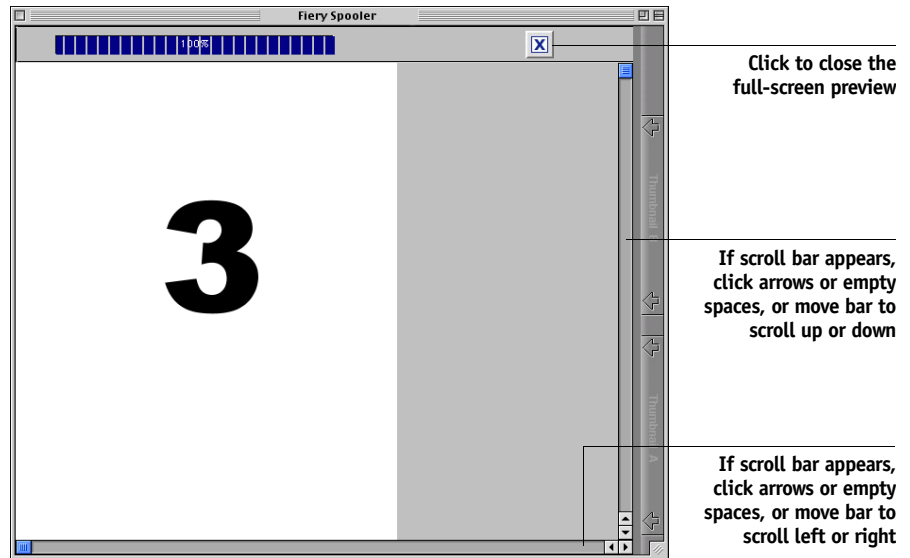 Fiery Spooler
100%
Click to close the
full-screen preview
3
Thumbnail B
If scroll bar appears,
click arrows or empty
spaces, or move bar to
scroll up or down
Thumbnail A
If scroll bar appears,
click arrows or empty
spaces, or move bar to
scroll left or right